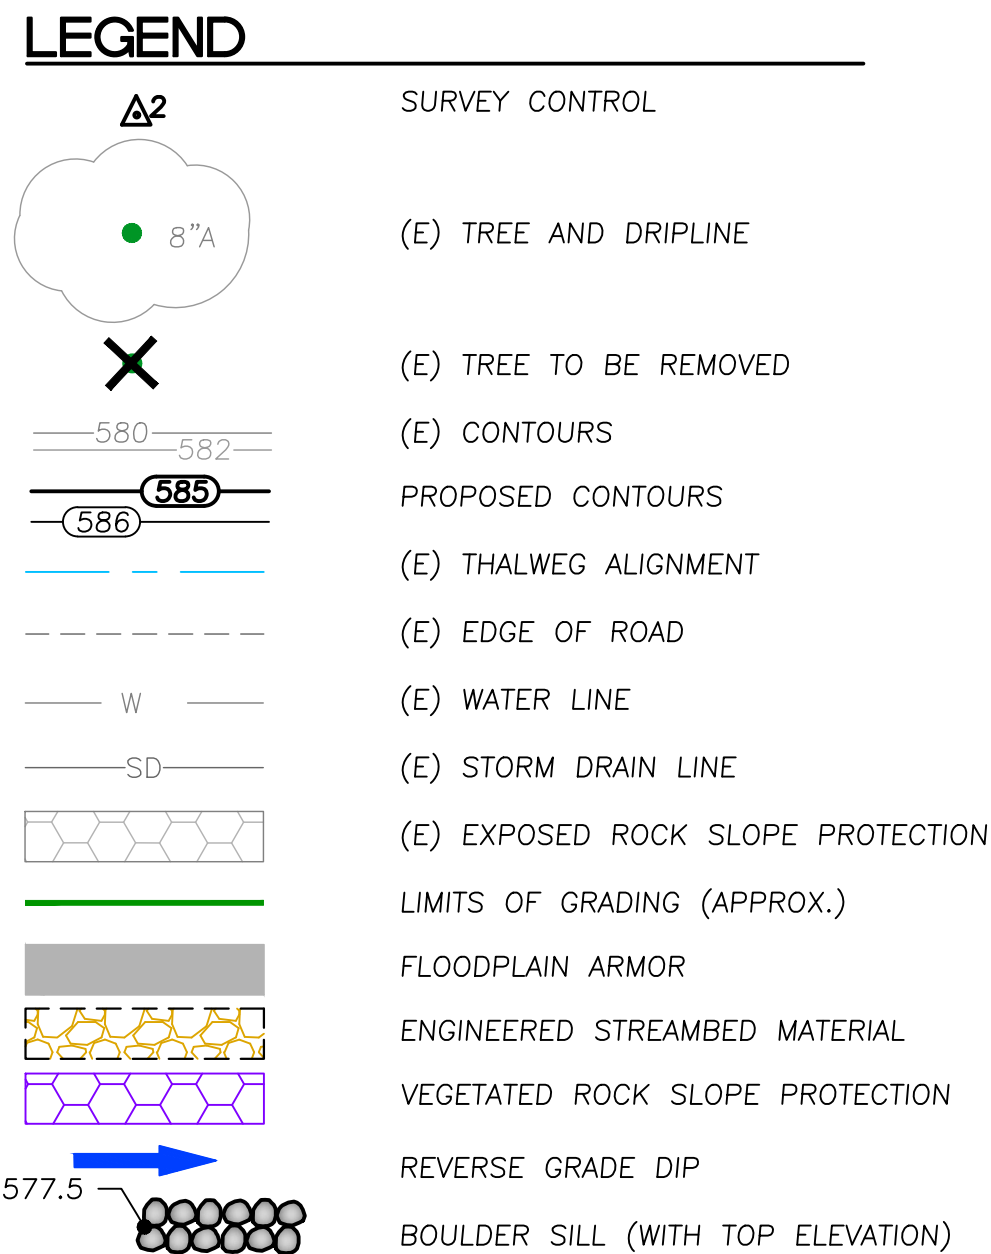 LEGEND
2 SURVEY CONTROL
8"A (E) TREE AND DRIPLINE
(E) TREE TO BE REMOVED
580 (E) CONTOURS
582
585 PROPOSED CONTOURS
586
(E) THALWEG ALIGNMENT
(E) EDGE OF ROAD
W (E) WATER LINE
SD (E) STORM DRAIN LINE
(E) EXPOSED ROCK SLOPE PROTECTION
LIMITS OF GRADING (APPROX.)
FLOODPLAIN ARMOR
ENGINEERED STREAMBED MATERIAL
VEGETATED ROCK SLOPE PROTECTION
REVERSE GRADE DIP
577.5
BOULDER SILL (WITH TOP ELEVATION)